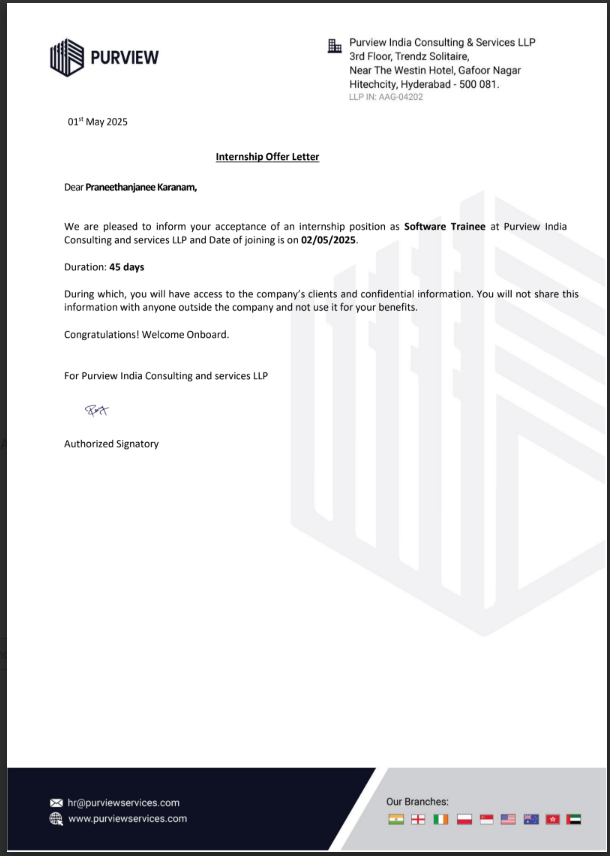 PURVIEW
Purview India Consulting & Services LLP
3rd Floor, Trendz Solitaire,
Near The Westin Hotel, Gafoor Nagar
Hitechcity, Hyderabad - 500 081.
LLP IN: AAG-04202
01st May 2025
Internship Offer Letter
Dear Praneethanjanee Karanam,
We are pleased to inform your acceptance of an internship position as Software Trainee at Purview India
Consulting and services LLP and Date of joining is on 02/05/2025.
Duration: 45 days
During which, you will have access to the company's clients and confidential information. You will not share this
information with anyone outside the company and not use it for your benefits.
Congratulations! Welcome Onboard.
For Purview India Consulting and services LLP
Authorized Signatory
hr@purviewservices.com
www.purviewservices.com
Our Branches: